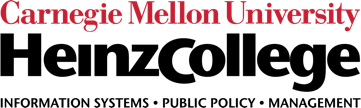 Carnegie Mellon University
HeinzCollege
INFORMATION SYSTEMS • PUBLIC POLICY • MANAGEMENT